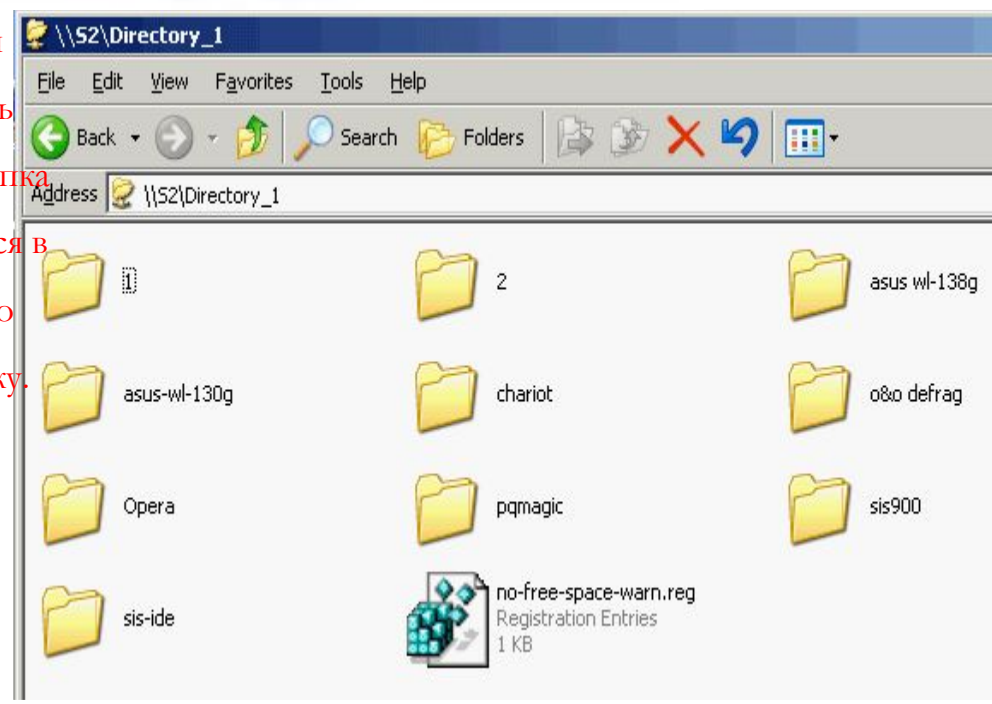 \\S2\Directory_1
File Edit View Favorites Tools Help
Back Search Folders
Address \\S2\Directory_1
1 2 asus wl-138g
asus-wl-130g chariot o&o defrag
Opera pqmagic sis900
sis-ide no-free-space-warn.reg
Registration Entries
1 KB
в